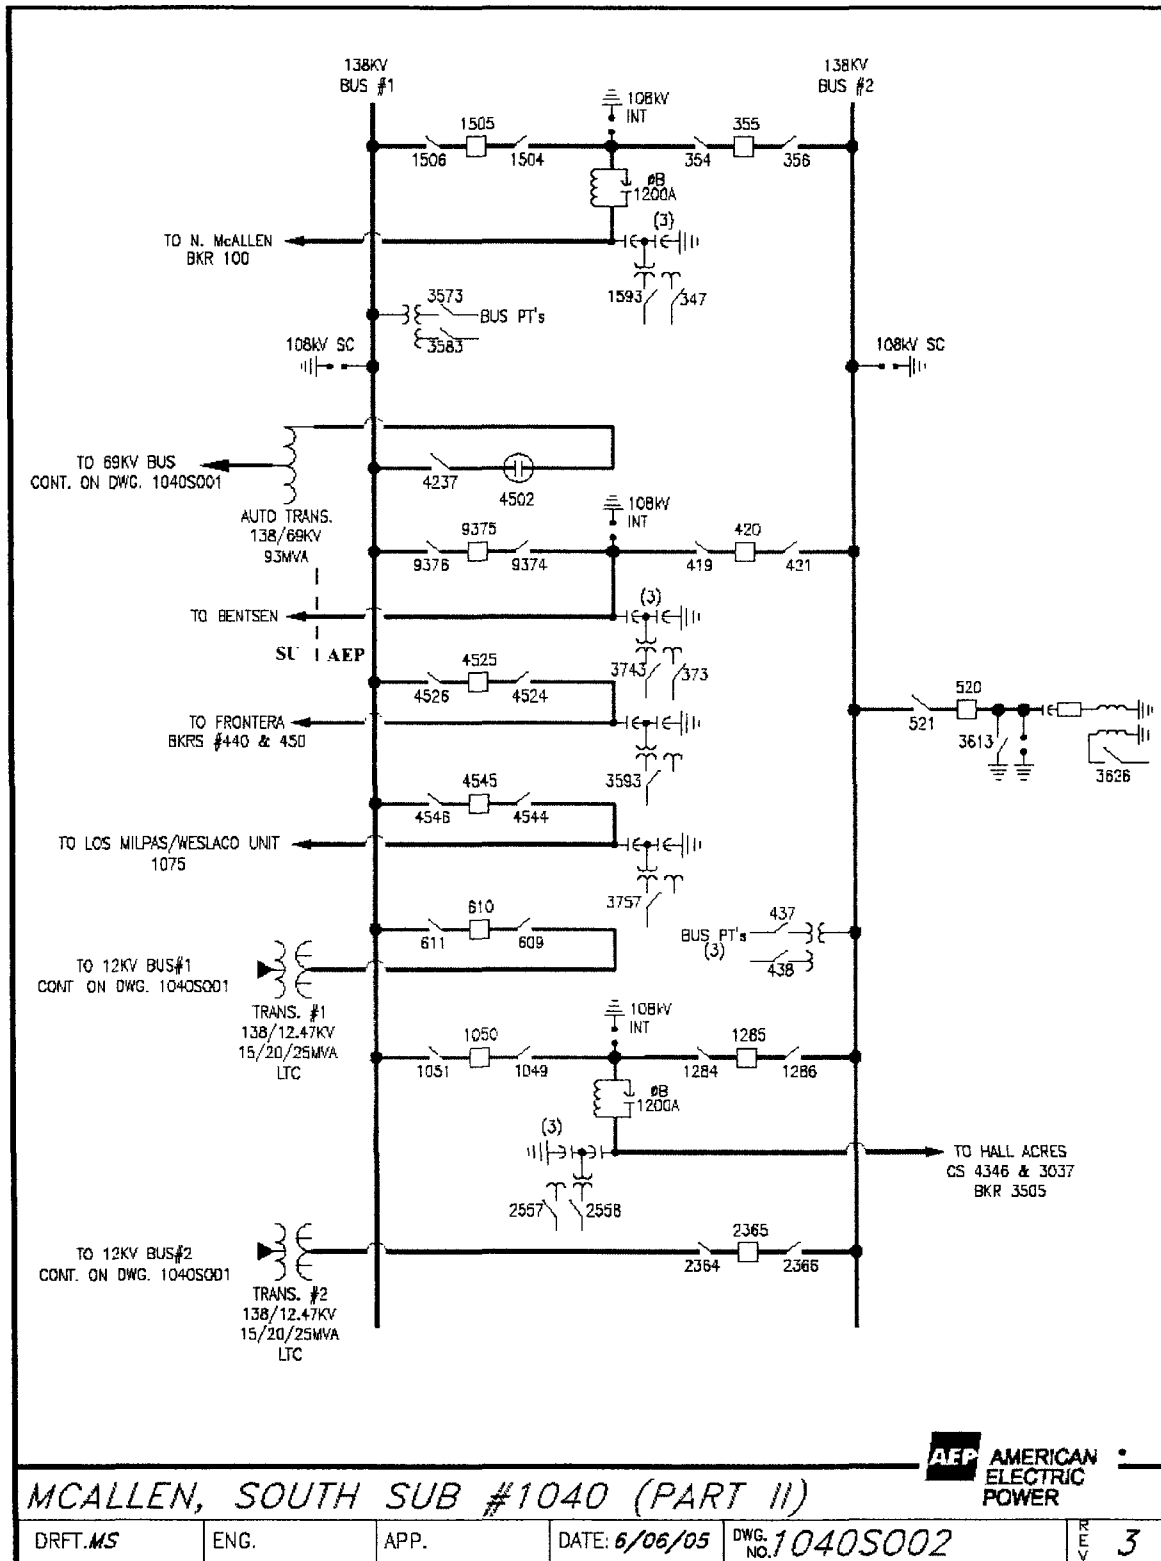 138KV
BUS #1
138KV
BUS #2
108KV
INT
1505
355
1506
1504
354
356
øB
1200A
TO N. McALLEN
BKR 100
(3)
1593
347
3573
BUS PT's
3583
108kV SC
108kV SC
TO 69KV BUS
CONT. ON DWG. 1040S001
4237
4502
AUTO TRANS.
138/69KV
93MVA
108kV
INT
9375
420
9376
9374
419
421
(3)
TO BENTSEN
SU
AEP
3743
373
4525
4526
4524
TO FRONTERA
BKRS #440 & 450
520
521
3613
3626
3593
4545
4546
4544
TO LOS MILPAS/WESLACO UNIT
1075
3757
610
611
609
437
BUS PT's
(3)
438
TO 12KV BUS#1
CONT ON DWG. 1040S001
TRANS. #1
138/12.47KV
15/20/25MVA
LTC
108KV
INT
1050
1285
1051
1049
1284
1286
øB
1200A
(3)
TO HALL ACRES
CS 4346 & 3037
BKR 3505
2557
2558
2365
2364
2366
TO 12KV BUS#2
CONT. ON DWG. 1040S001
TRANS. #2
138/12.47KV
15/20/25MVA
LTC
AEP AMERICAN
ELECTRIC
POWER
MCALLEN, SOUTH SUB #1040 (PART II)
DRFT.MS
ENG.
APP.
DATE: 6/06/05
DWG.
NO. 1040S002
REV 3